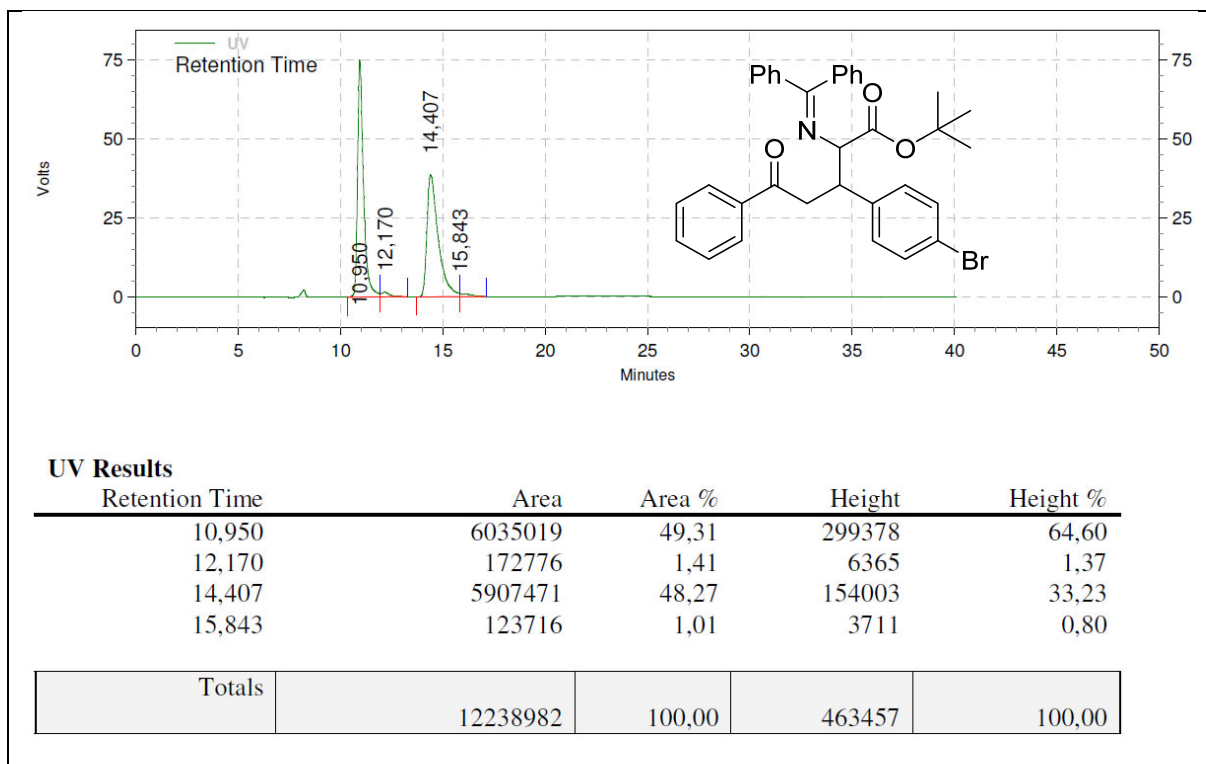 UV
Retention Time
75
50
25
0
75
50
25
0
Volts
10,950
12,170
14,407
15,843
Ph Ph
O
N
O
O
Br
0 5 10 15 20 25 30 35 40 45 50
Minutes
UV Results
Retention Time Area Area % Height Height %
10,950 6035019 49,31 299378 64,60
12,170 172776 1,41 6365 1,37
14,407 5907471 48,27 154003 33,23
15,843 123716 1,01 3711 0,80
Totals
12238982 100,00 463457 100,00